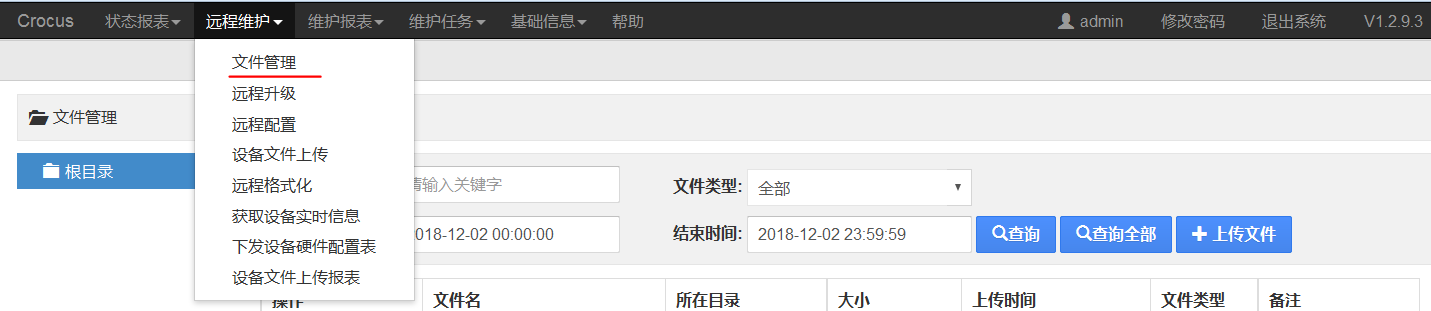 Crocus 状态报表 远程维护 维护报表 维护任务 基础信息 帮助 admin 修改密码 退出系统 V1.2.9.3
文件管理
远程升级
远程配置
设备文件上传
远程格式化
获取设备实时信息
下发设备硬件配置表
设备文件上传报表
文件管理
根目录
请输入关键字 文件类型: 全部
018-12-02 00:00:00 结束时间: 2018-12-02 23:59:59 查询 查询全部 上传文件
操作 文件名 所在目录 大小 上传时间 文件类型 备注